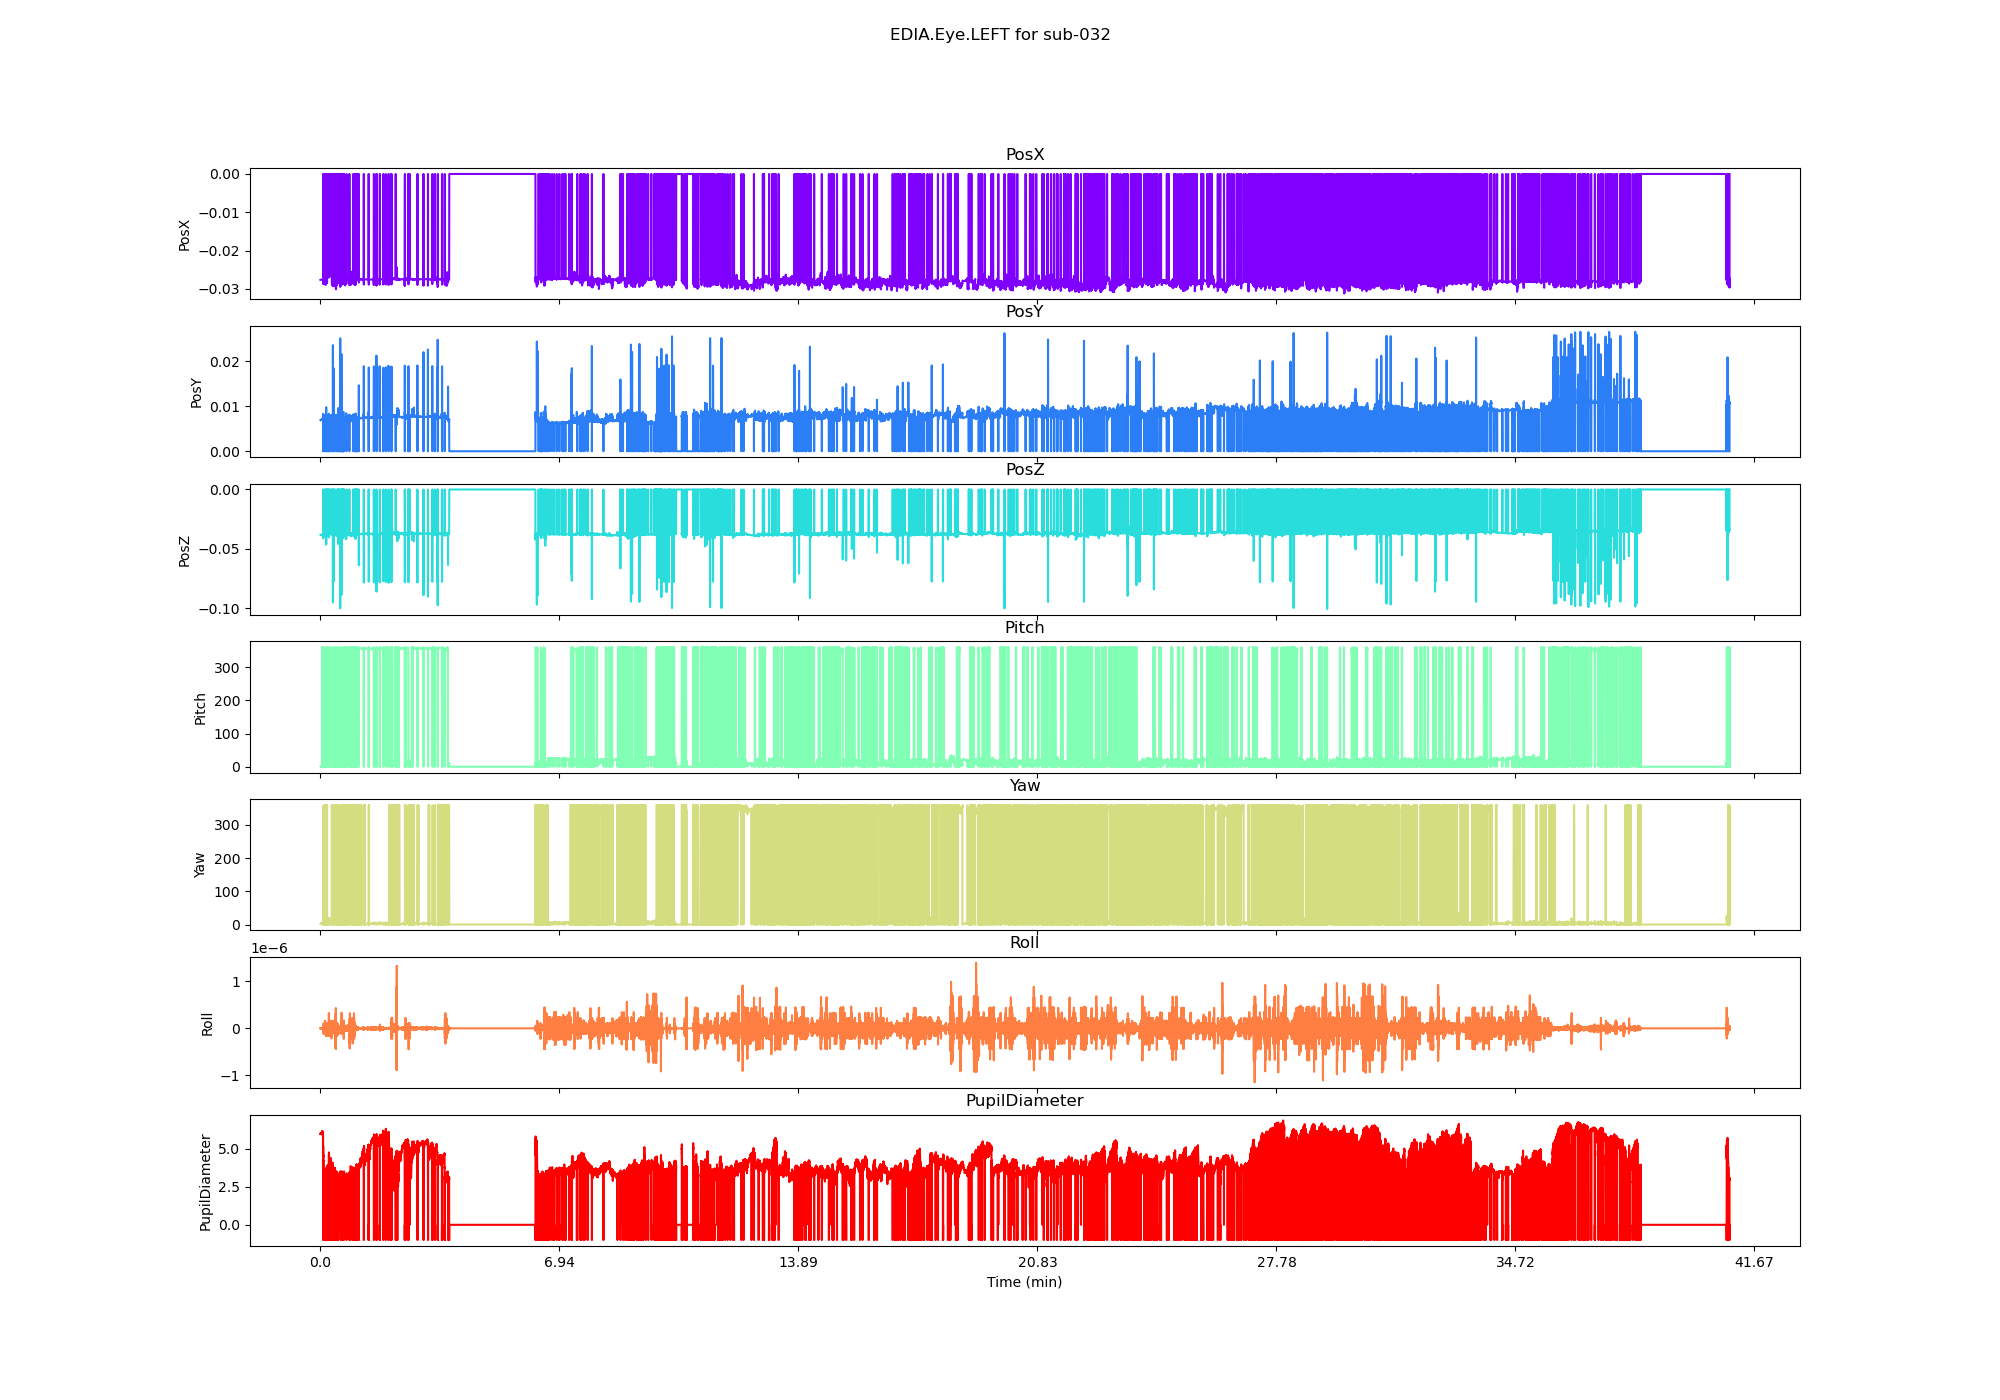 EDIA.Eye.LEFT for sub-032
PosX
0.00
−0.01
−0.02
−0.03
PosX
PosY
0.02
0.01
0.00
PosY
PosZ
0.00
−0.05
−0.10
PosZ
Pitch
300
200
100
0
Pitch
Yaw
300
200
100
0
Yaw
1e−6
Roll
1
0
−1
Roll
PupilDiameter
5.0
2.5
0.0
PupilDiameter
0.0 6.94 13.89 20.83 27.78 34.72 41.67
Time (min)